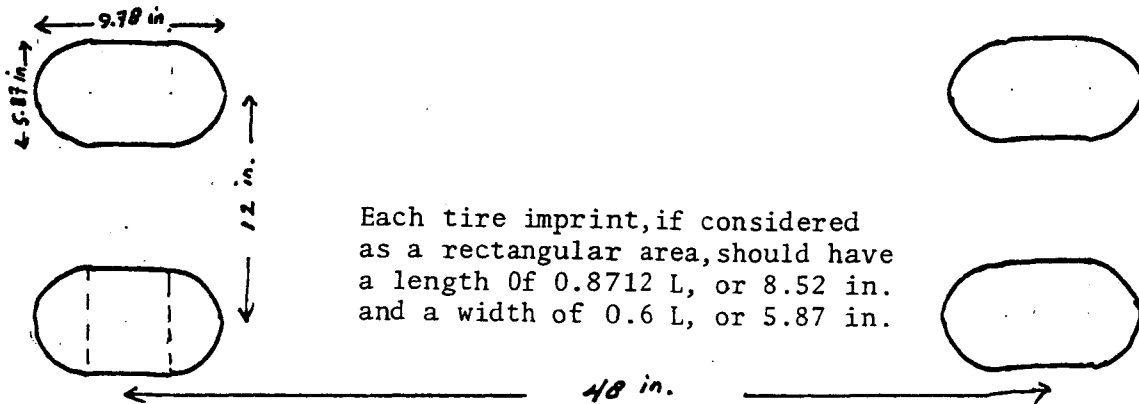 9.78 in.
5.87 in.
12 in.
Each tire imprint, if considered
as a rectangular area, should have
a length 0f 0.8712 L, or 8.52 in.
and a width of 0.6 L, or 5.87 in.
48 in.